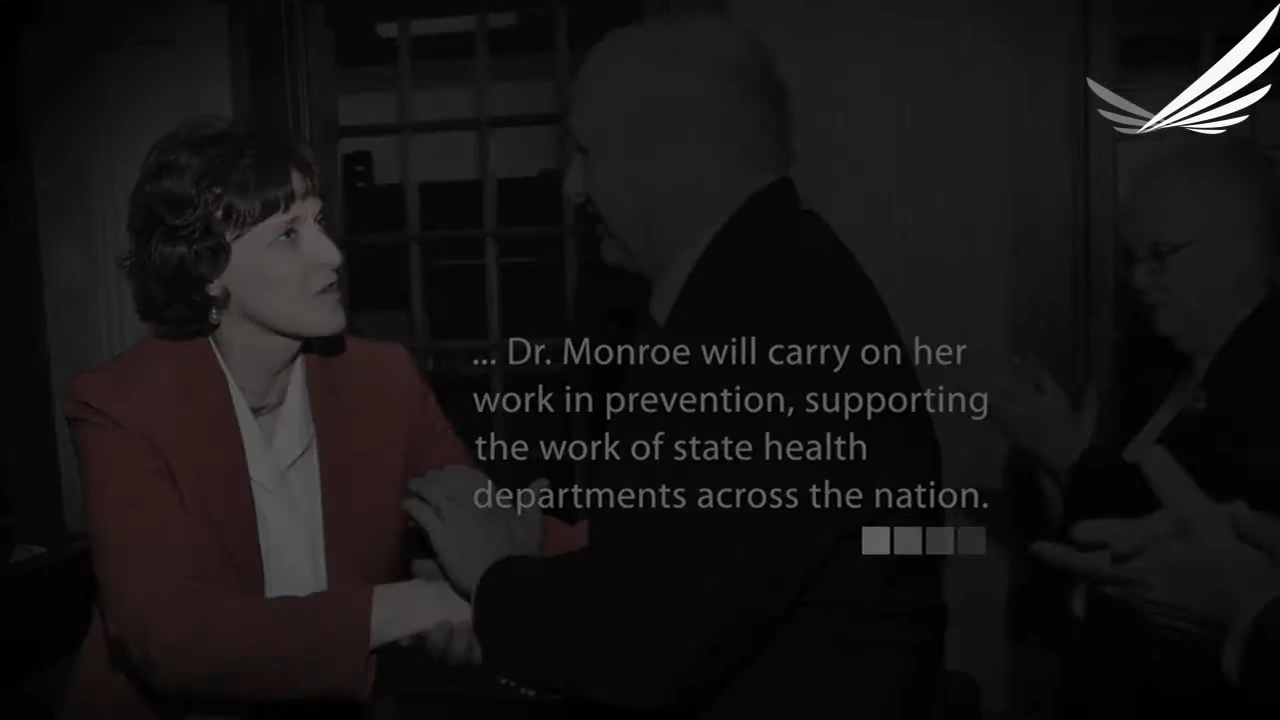 ... Dr. Monroe will carry on her
work in prevention, supporting
the work of state health
departments across the nation.